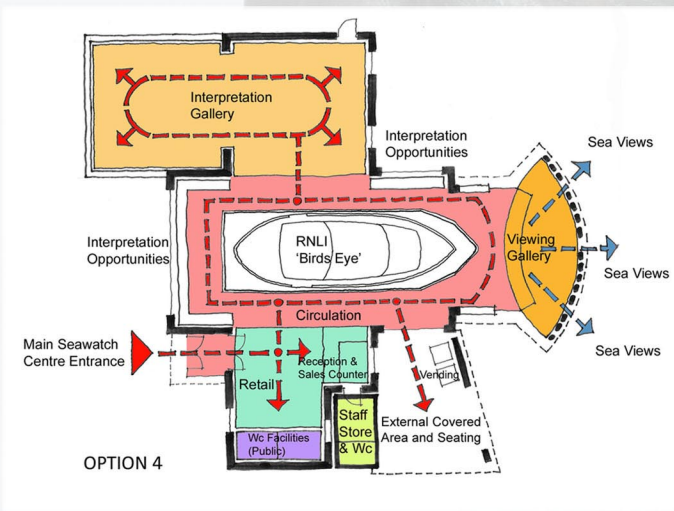 Interpretation
Gallery
Interpretation
Opportunities
Sea Views
Interpretation
Opportunities
RNLI
'Birds Eye'
Viewing
Gallery
Sea Views
Circulation
Main Seawatch
Centre Entrance
Reception &
Sales Counter
Retail
Vending
Sea Views
Staff
Store
& Wc
External Covered
Area and Seating
Wc Facilities
(Public)
OPTION 4